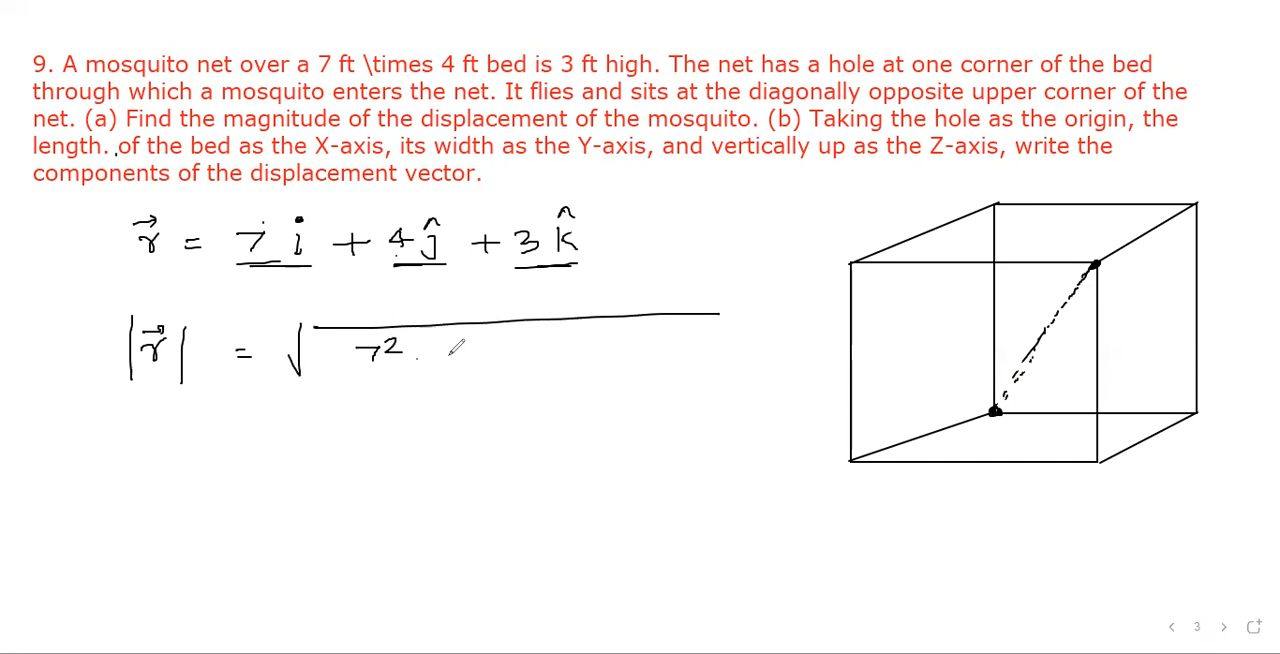 9. A mosquito net over a 7 ft \times 4 ft bed is 3 ft high. The net has a hole at one corner of the bed
through which a mosquito enters the net. It flies and sits at the diagonally opposite upper corner of the
net. (a) Find the magnitude of the displacement of the mosquito. (b) Taking the hole as the origin, the
length. of the bed as the X-axis, its width as the Y-axis, and vertically up as the Z-axis, write the
components of the displacement vector.
r⃗ = 7 i + 4 ĵ + 3 k̂
|r⃗| = √ 7²
3